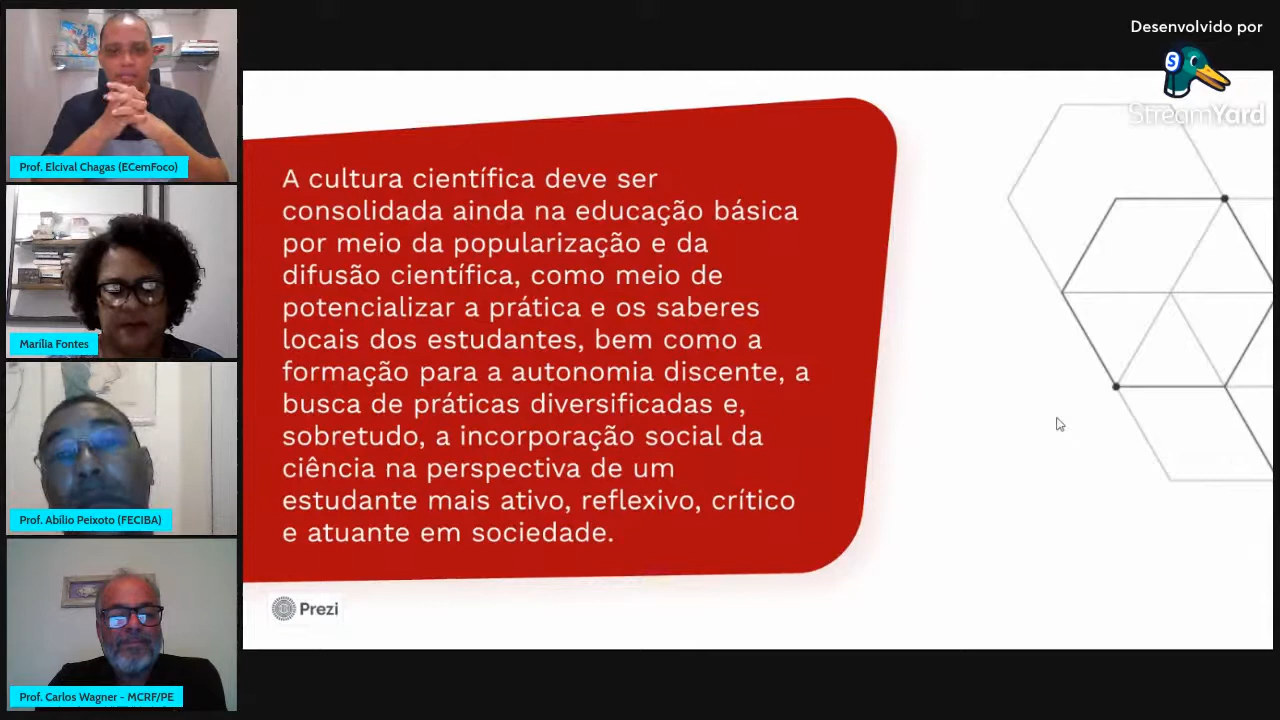 Desenvolvido por
StreamYard
Prof. Elcival Chagas (ECemFoco)
Marília Fontes
Prof. Abílio Peixoto (FECIBA)
Prof. Carlos Wagner - MCRF/PE
A cultura científica deve ser
consolidada ainda na educação básica
por meio da popularização e da
difusão científica, como meio de
potencializar a prática e os saberes
locais dos estudantes, bem como a
formação para a autonomia discente, a
busca de práticas diversificadas e,
sobretudo, a incorporação social da
ciência na perspectiva de um
estudante mais ativo, reflexivo, crítico
e atuante em sociedade.
Prezi